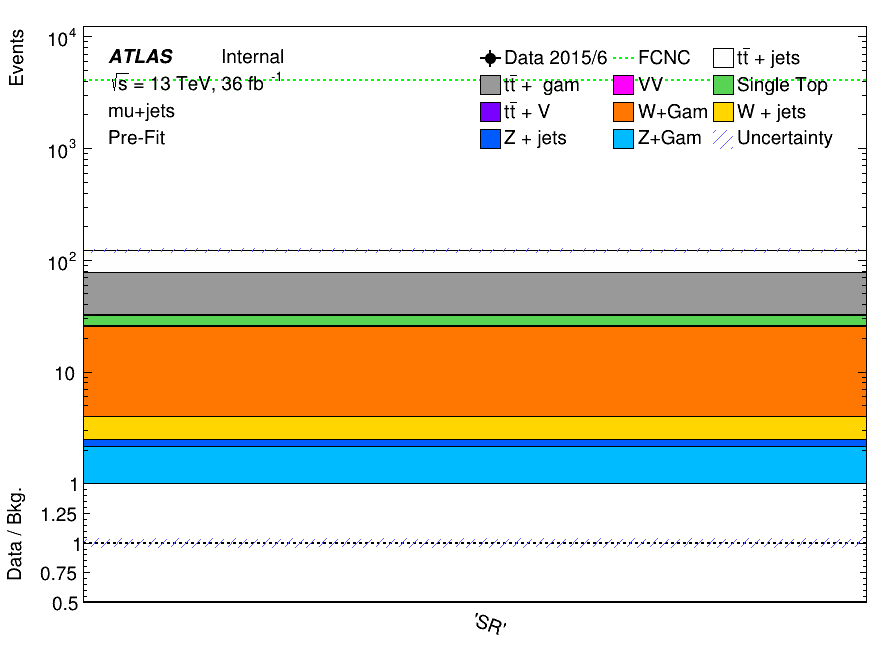 Events
10⁴
10³
10²
10
1
ATLAS Internal
√s = 13 TeV, 36 fb⁻¹
mu+jets
Pre-Fit
Data 2015/6 FCNC tt̄ + jets
tt̄ + gam VV Single Top
tt̄ + V W+Gam W + jets
Z + jets Z+Gam Uncertainty
Data / Bkg.
1.25
1
0.75
0.5
'SR'